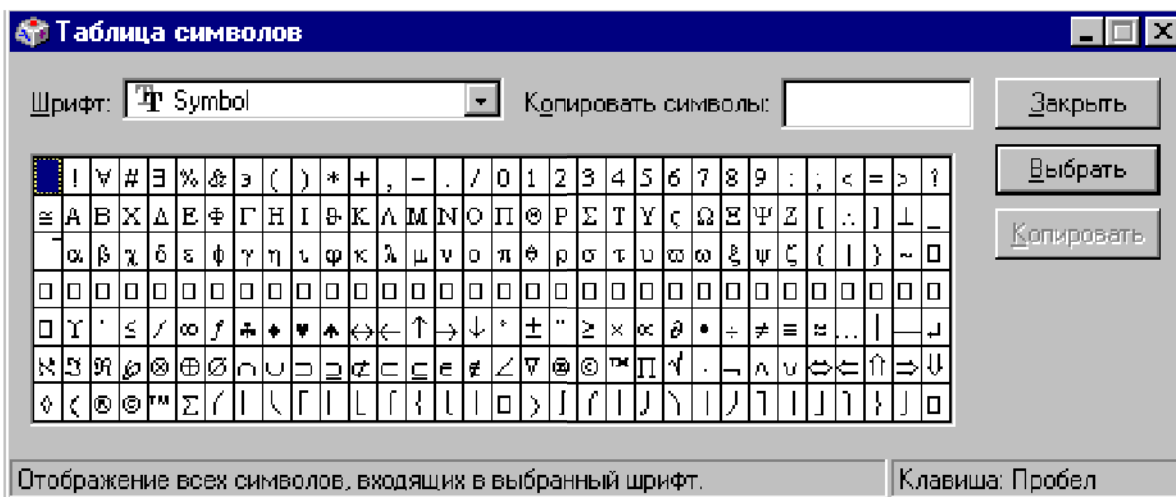 Таблица символов
Шрифт: Symbol Копировать символы: Закрыть
! ∀ # ∃ % & ϶ ( ) * + , − . / 0 1 2 3 4 5 6 7 8 9 : ; < = > ?
Выбрать
≅ Α Β Χ Δ Ε Φ Γ Η Ι ϑ Κ Λ Μ Ν Ο Π Θ Ρ Σ Τ Υ ς Ω Ξ Ψ Ζ [ ∴ ] ⊥ _
Копировать
‾ α β χ δ ε φ γ η ι φ κ λ μ ν ο π θ ρ σ τ υ ϖ ω ξ ψ ζ { | } ~ □
□ □ □ □ □ □ □ □ □ □ □ □ □ □ □ □ □ □ □ □ □ □ □ □ □ □ □ □ □ □ □ □
□ ϒ ′ ≤ ⁄ ∞ ƒ ♣ ♦ ♥ ♠ ↔ ← ↑ → ↓ ° ± ″ ≥ × ∝ ∂ • ÷ ≠ ≡ ≈ … | — ↵
ℵ ℑ ℜ ℘ ⊗ ⊕ ∅ ∩ ∪ ⊃ ⊇ ⊄ ⊂ ⊆ ∈ ∉ ∠ ∇ ® © ™ ∏ √ ⋅ ¬ ∧ ∨ ⇔ ⇐ ⇑ ⇒ ⇓
◊ 〈 ® © ™ ∑ ⎛ ⎜ ⎝ ⎡ ⎢ ⎣ ⎧ ⎨ ⎩ ⎪ □ 〉 ∫ ⌠ ⎮ ⌡ ⎞ ⎟ ⎠ ⎤ ⎥ ⎦ ⎫ ⎬ ⎭ □
Отображение всех символов, входящих в выбранный шрифт. Клавиша: Пробел